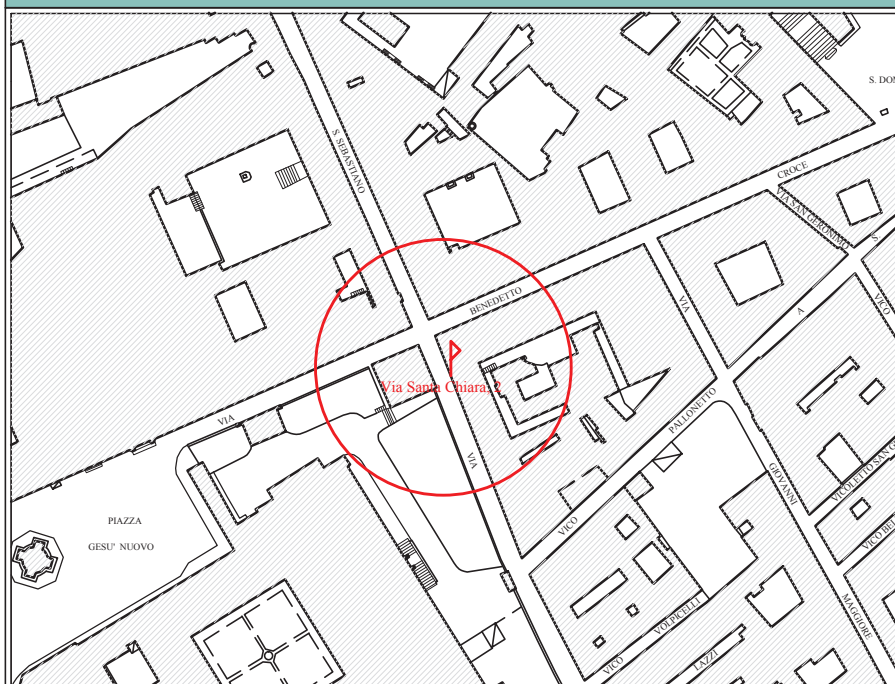 S. DOM
S. SEBASTIANO
CROCE
VIA SAN GERONIMO
S.
VICO
BENEDETTO
VIA
A
Via Santa Chiara, 2
VIA
PALLONETTO
VIA
GIOVANNI
VICOLETTO SAN G
PIAZZA
GESU' NUOVO
VICO
VICO BE
MAGGIORE
VOLPICELLI
VICO
LAZZI